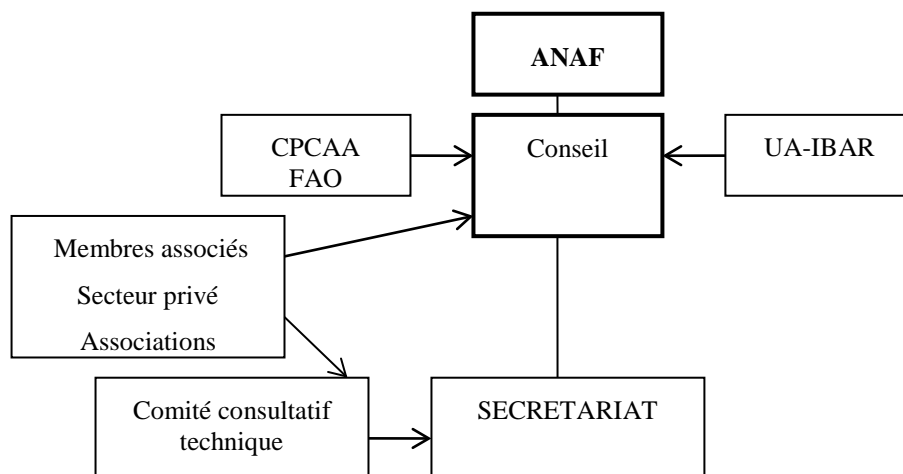 ANAF
CPCAA
FAO
Conseil
UA-IBAR
Membres associés
Secteur privé
Associations
Comité consultatif
technique
SECRETARIAT